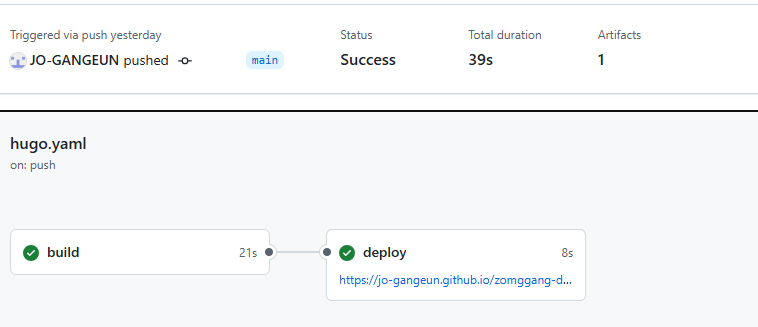 Triggered via push yesterday
JO-GANGEUN pushed
main
Status
Success
Total duration
39s
Artifacts
1
hugo.yaml
on: push
build 21s
deploy 8s
https://jo-gangeun.github.io/zomggang-d...